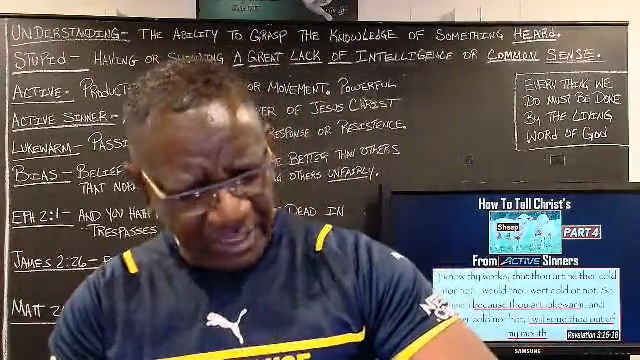 UNDERSTANDING- THE ABILITY TO GRASP THE KNOWLEDGE OF SOMETHING HEARD.
STUPID- HAVING OR SHOWING A GREAT LACK OF INTELLIGENCE OR COMMON SENSE.
ACTIVE- OR MOVEMENT. POWERFUL
ACTIVE SINNER- OF JESUS CHRIST
LUKEWARM- RESPONSE OR RESISTENCE.
BIAS- BELIEF BETTER THAN OTHERS
THAT OTHERS UNFAIRLY.
EPH 2:1- AND YOU HATH DEAD IN
TRESPASSES
JAMES 2:26-
MATT
EVERY THING WE
DO MUST BE DONE
BY THE LIVING
WORD OF GOD
How To Tell Christ's
Sheep
PART 4
From ACTIVE Sinners
I know thy works, that thou art neither cold
nor hot: I would thou wert cold or hot. So
because thou art lukewarm, and
cold nor hot, I will spue thee out of
my mouth
Revelation 3:15-16
SAMSUNG
PUMA